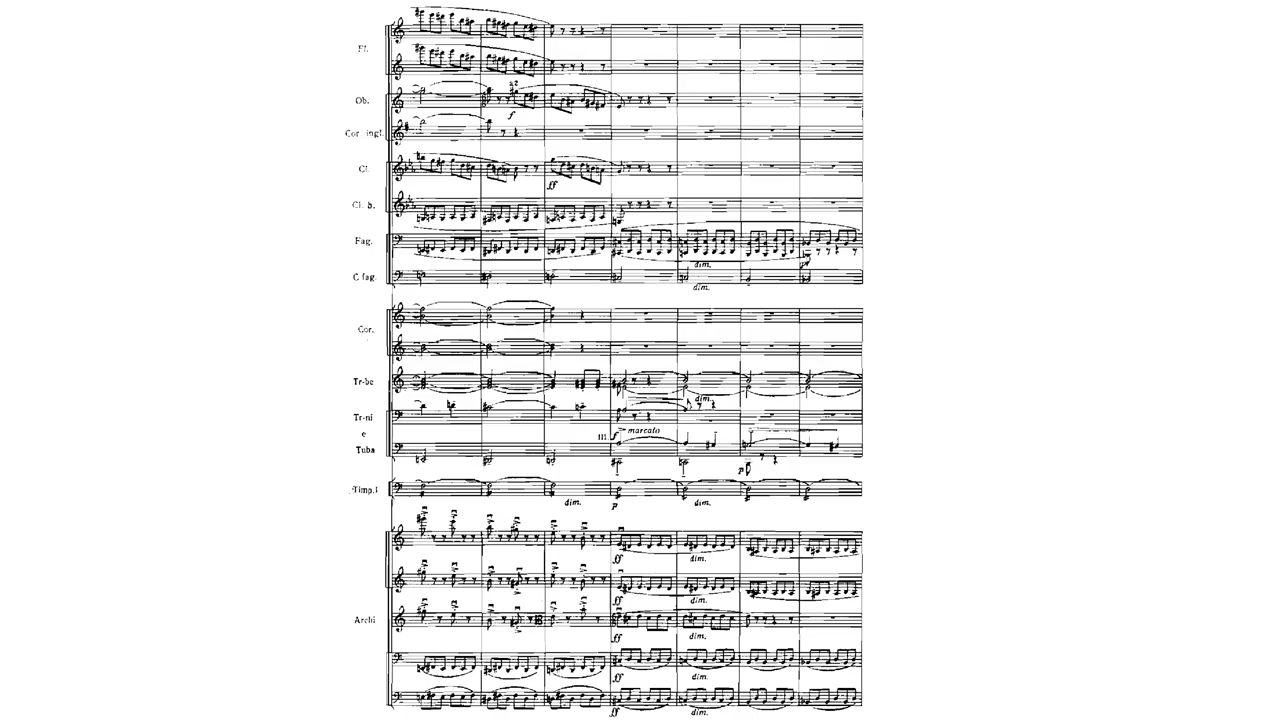 Fl.
Ob.
a2
f
Cor. ingl.
Cl.
ff
Cl. b.
Fag.
dim.
p
C-fag.
dim.
Cor.
Tr-be
dim.
Tr-ni
e
Tuba
III. f marcato
p
Timp.
dim.
p
dim.
ff
dim.
ff
dim.
Archi
ff
dim.
ff
dim.
ff
dim.